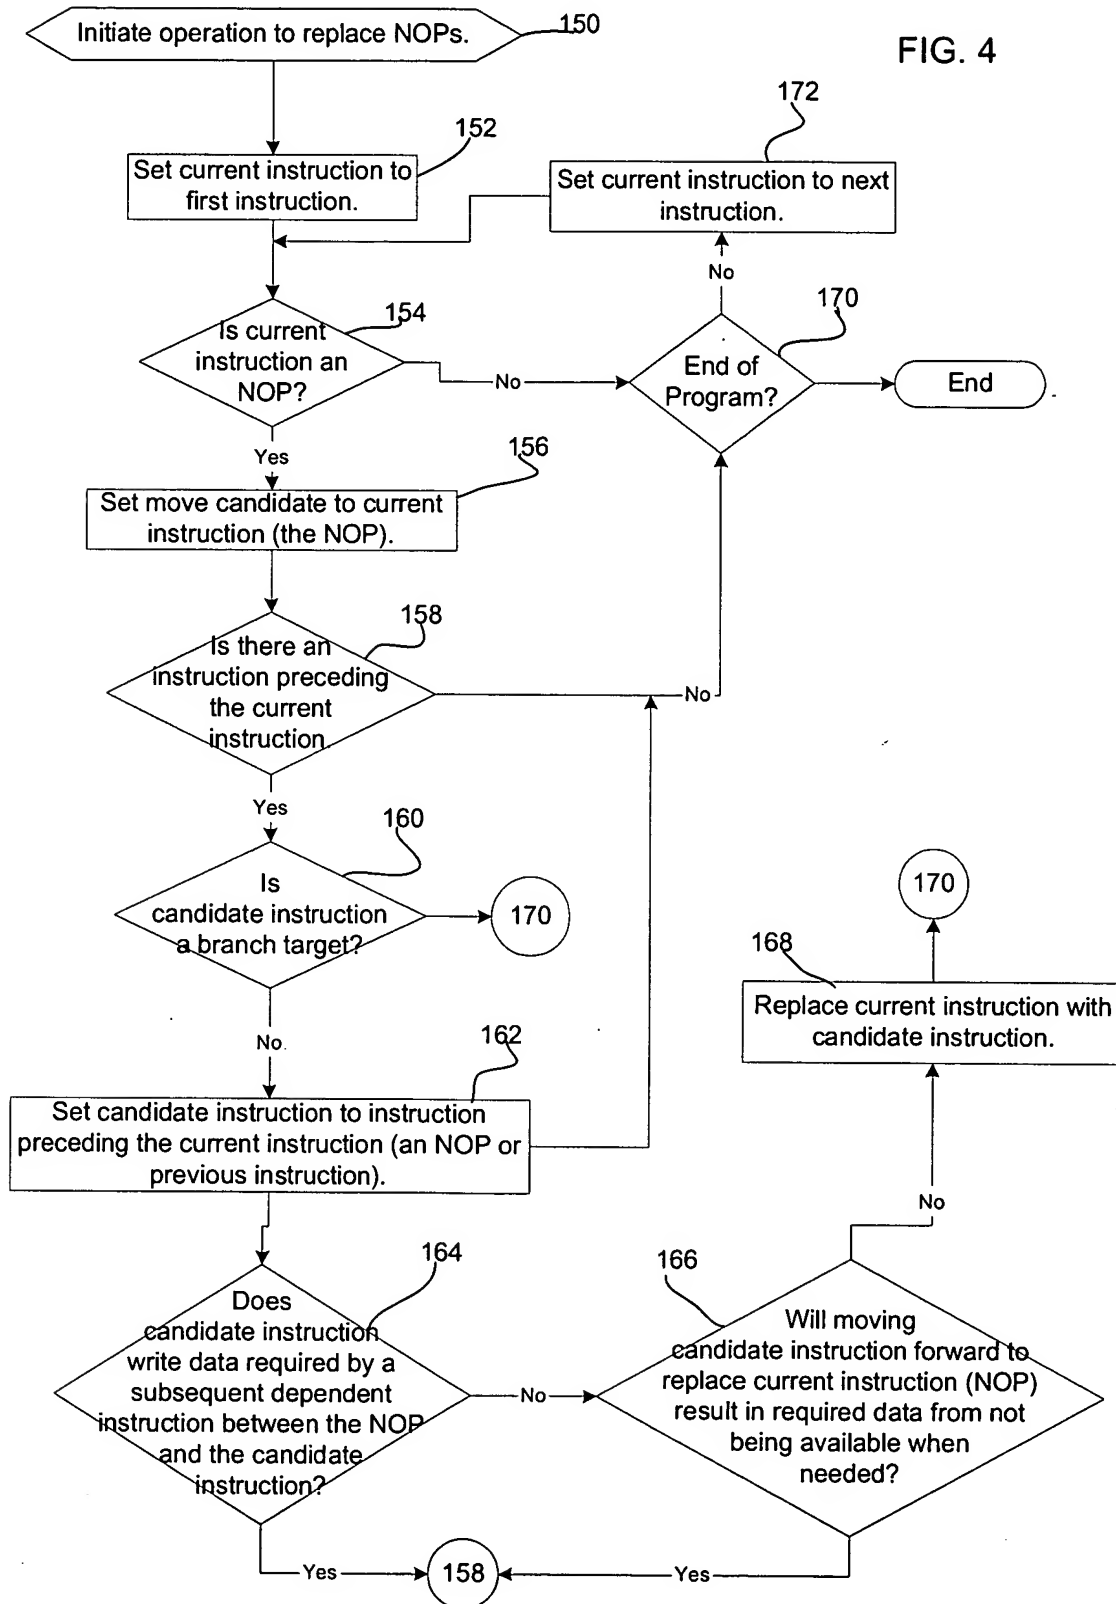 Initiate operation to replace NOPs.
150
FIG. 4
172
152
Set current instruction to
first instruction.
Set current instruction to next
instruction.
No
170
154
Is current
instruction an
NOP?
No
End of
Program?
End
Yes
156
Set move candidate to current
instruction (the NOP).
158
Is there an
instruction preceding
the current
instruction
No
Yes
160
Is
candidate instruction
a branch target?
170
170
168
Replace current instruction with
candidate instruction.
No
162
Set candidate instruction to instruction
preceding the current instruction (an NOP or
previous instruction).
No
164
166
Does
candidate instruction
write data required by a
subsequent dependent
instruction between the NOP
and the candidate
instruction?
No
Will moving
candidate instruction forward to
replace current instruction (NOP)
result in required data from not
being available when
needed?
Yes
158
Yes